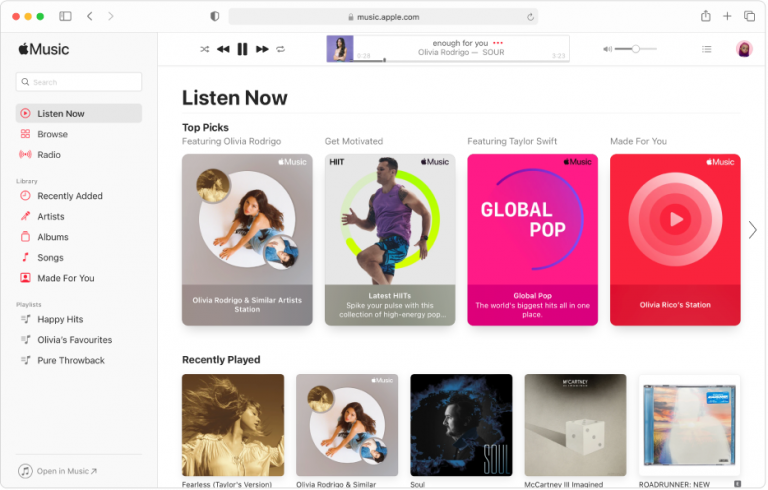 music.apple.com
Music
enough for you
Olivia Rodrigo — SOUR
0:26
3:23
Search
Listen Now
Browse
Radio
Library
Recently Added
Artists
Albums
Songs
Made For You
Playlists
Happy Hits
Olivia's Favourites
Pure Throwback
Open in Music
Listen Now
Top Picks
Featuring Olivia Rodrigo
Get Motivated
Featuring Taylor Swift
Made For You
Music
Olivia Rodrigo & Similar Artists
Station
HIIT
Music
Latest HIITs
Spike your pulse with this
collection of high-energy pop...
Music
GLOBAL
POP
Global Pop
The world's biggest hits all in one
place.
Music
Olivia Rico's Station
Recently Played
Fearless (Taylor's Version)
Music
Olivia Rodrigo & Similar
SOUL
Soul
McCARTNEY
McCartney III Imagined
ROADRUNNER: NEW
E